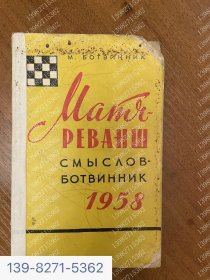 М. БОТВИННИК
Матч-
РЕВАНШ
СМЫСЛОВ-
БОТВИННИК
1958
139-8271-5362